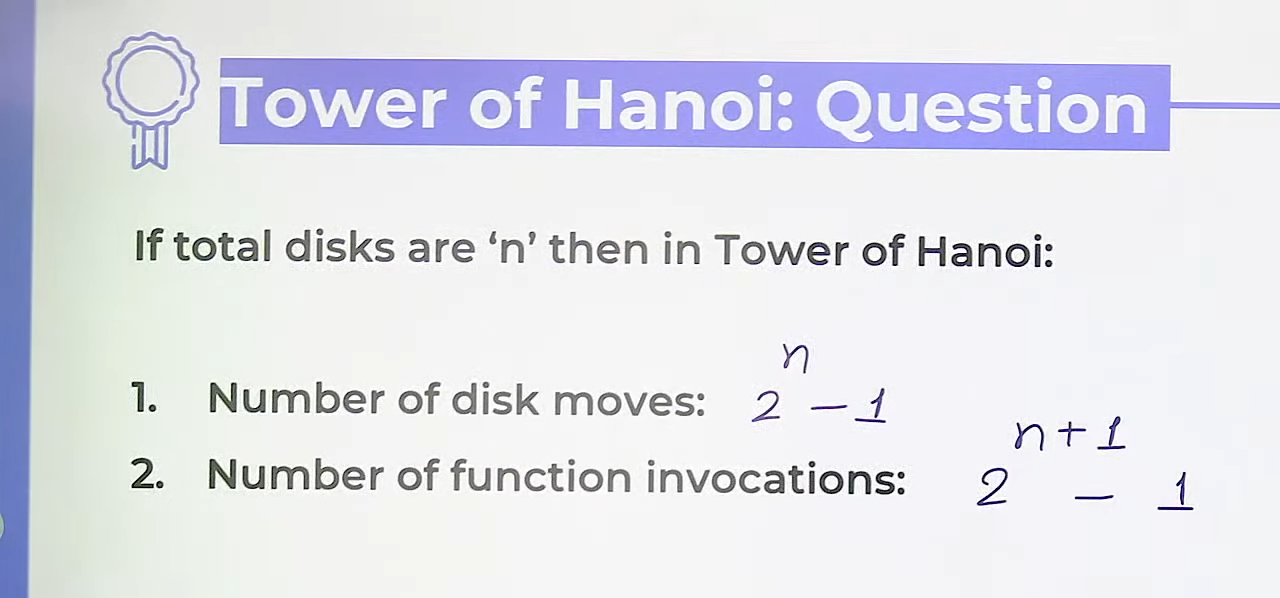 Tower of Hanoi: Question
If total disks are ‘n’ then in Tower of Hanoi:
1. Number of disk moves: 2^n - 1
2. Number of function invocations: 2^(n+1) - 1